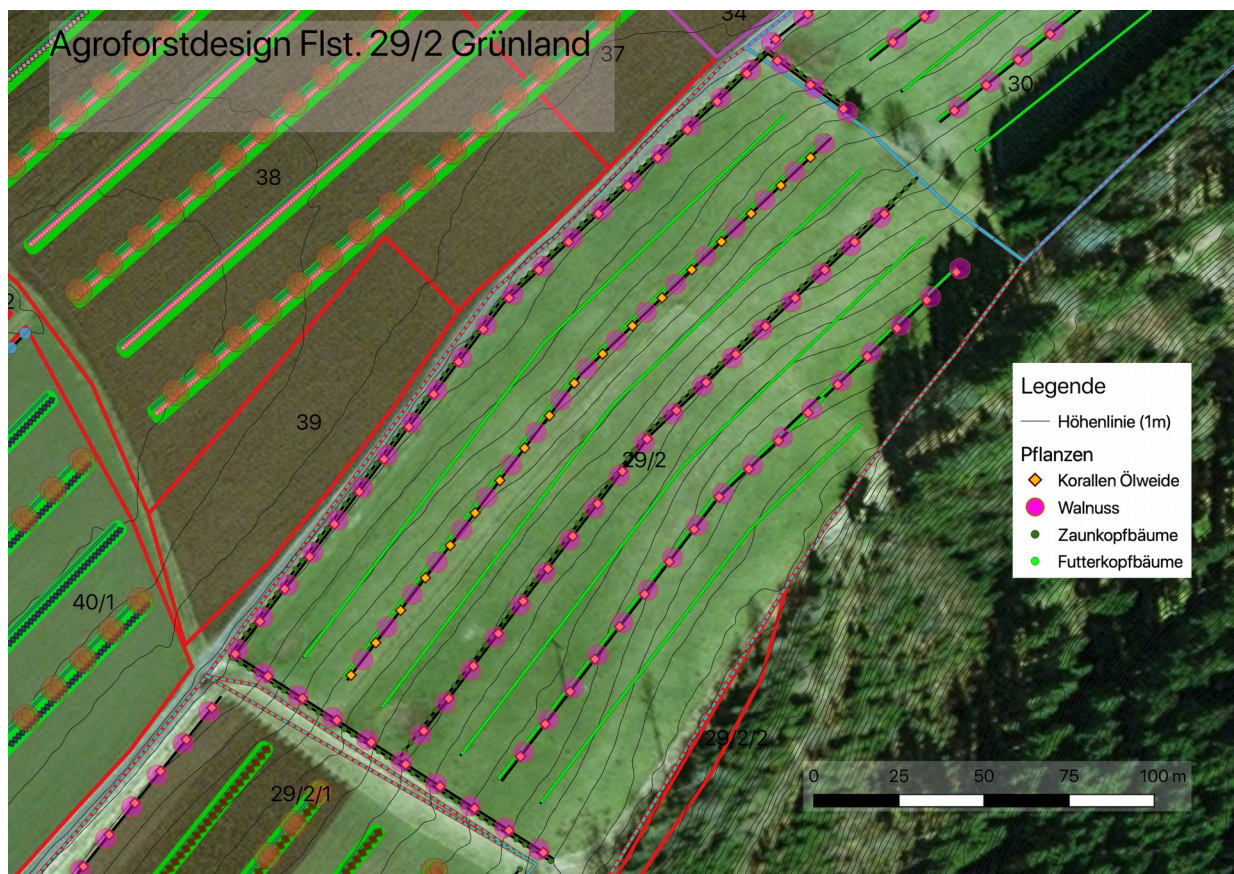 Agroforstdesign Flst. 29/2 Grünland
34
37
30
38
2
39
29/2
40/1
29/2/2
29/2/1
Legende
Höhenlinie (1m)
Pflanzen
Korallen Ölweide
Walnuss
Zaunkopfbäume
Futterkopfbäume
0 25 50 75 100 m